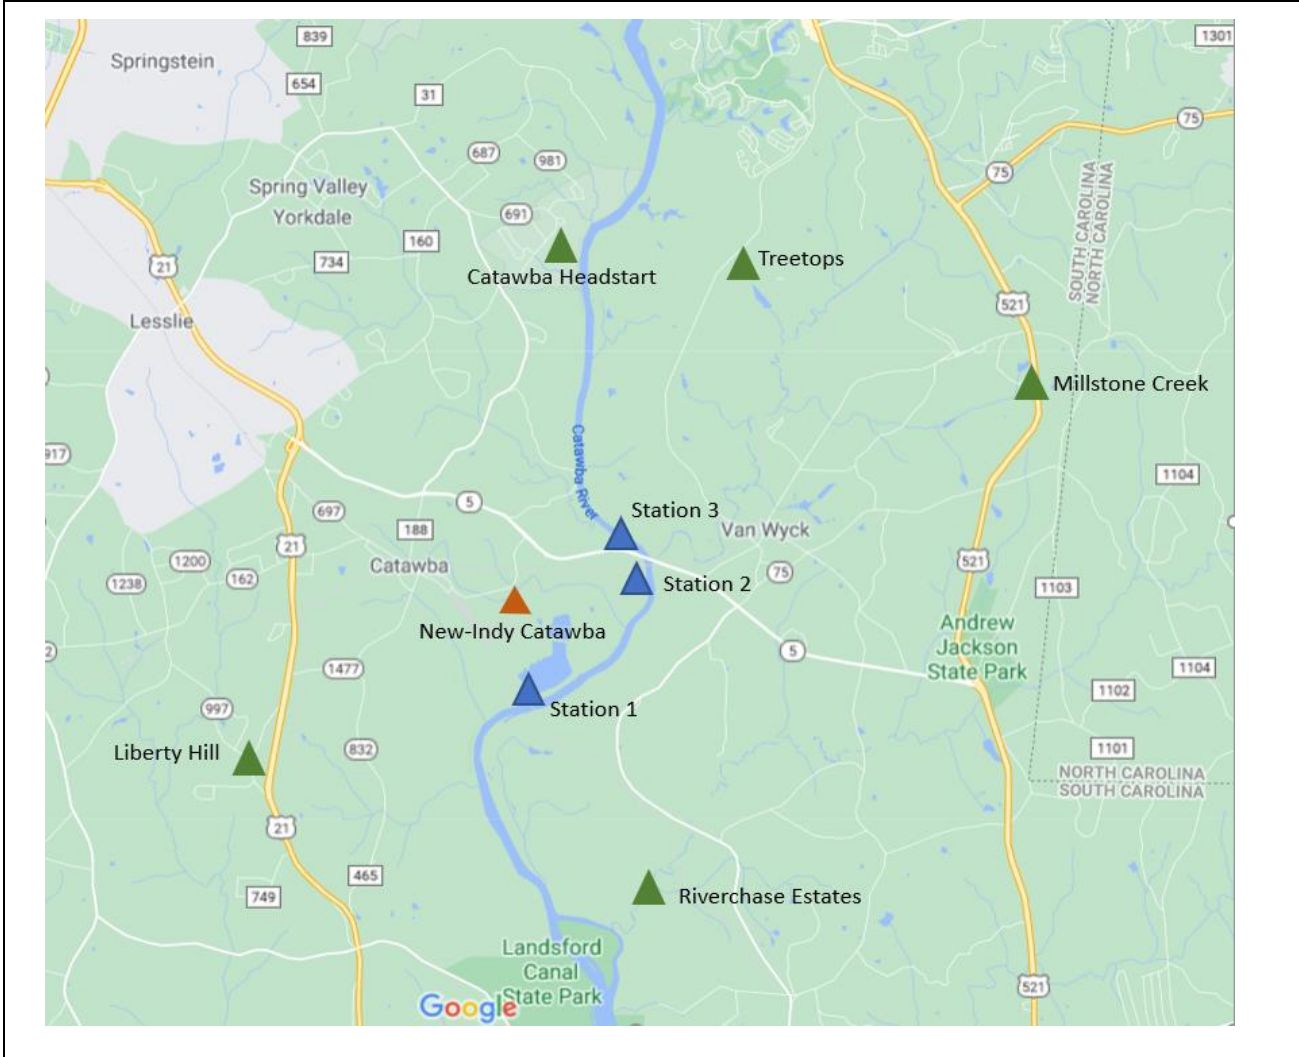 839
1301
Springstein
654
31
75
687
981
75
Spring Valley
Yorkdale
691
160
734
SOUTH CAROLINA
NORTH CAROLINA
21
Catawba Headstart
Treetops
521
Lesslie
Millstone Creek
917
Catawba River
1104
5
697
Station 3
188
Van Wyck
21
1200
Catawba
521
1238
162
75
Station 2
1103
New-Indy Catawba
Andrew
Jackson
State Park
2
5
1477
1104
1102
997
Station 1
Liberty Hill
832
1101
NORTH CAROLINA
SOUTH CAROLINA
21
465
749
Riverchase Estates
Landsford
Canal
State Park
Google
521